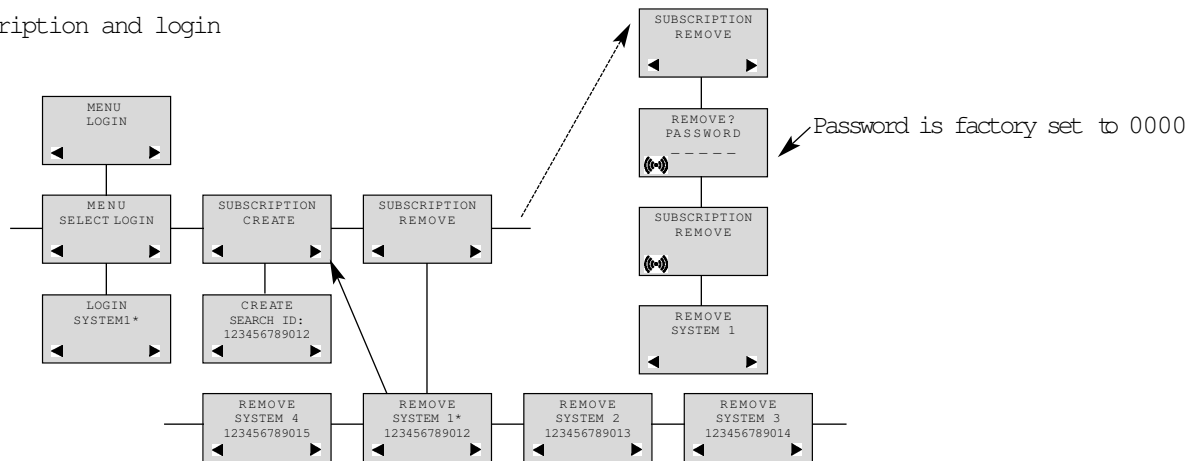 ription and login
SUBSCRIPTION
REMOVE
MENU
LOGIN
REMOVE?
PASSWORD
_ _ _ _ _
Password is factory set to 0000
MENU
SELECT LOGIN
SUBSCRIPTION
CREATE
SUBSCRIPTION
REMOVE
SUBSCRIPTION
REMOVE
LOGIN
SYSTEM1*
CREATE
SEARCH ID:
123456789012
REMOVE
SYSTEM 1
REMOVE
SYSTEM 4
123456789015
REMOVE
SYSTEM 1*
123456789012
REMOVE
SYSTEM 2
123456789013
REMOVE
SYSTEM 3
123456789014